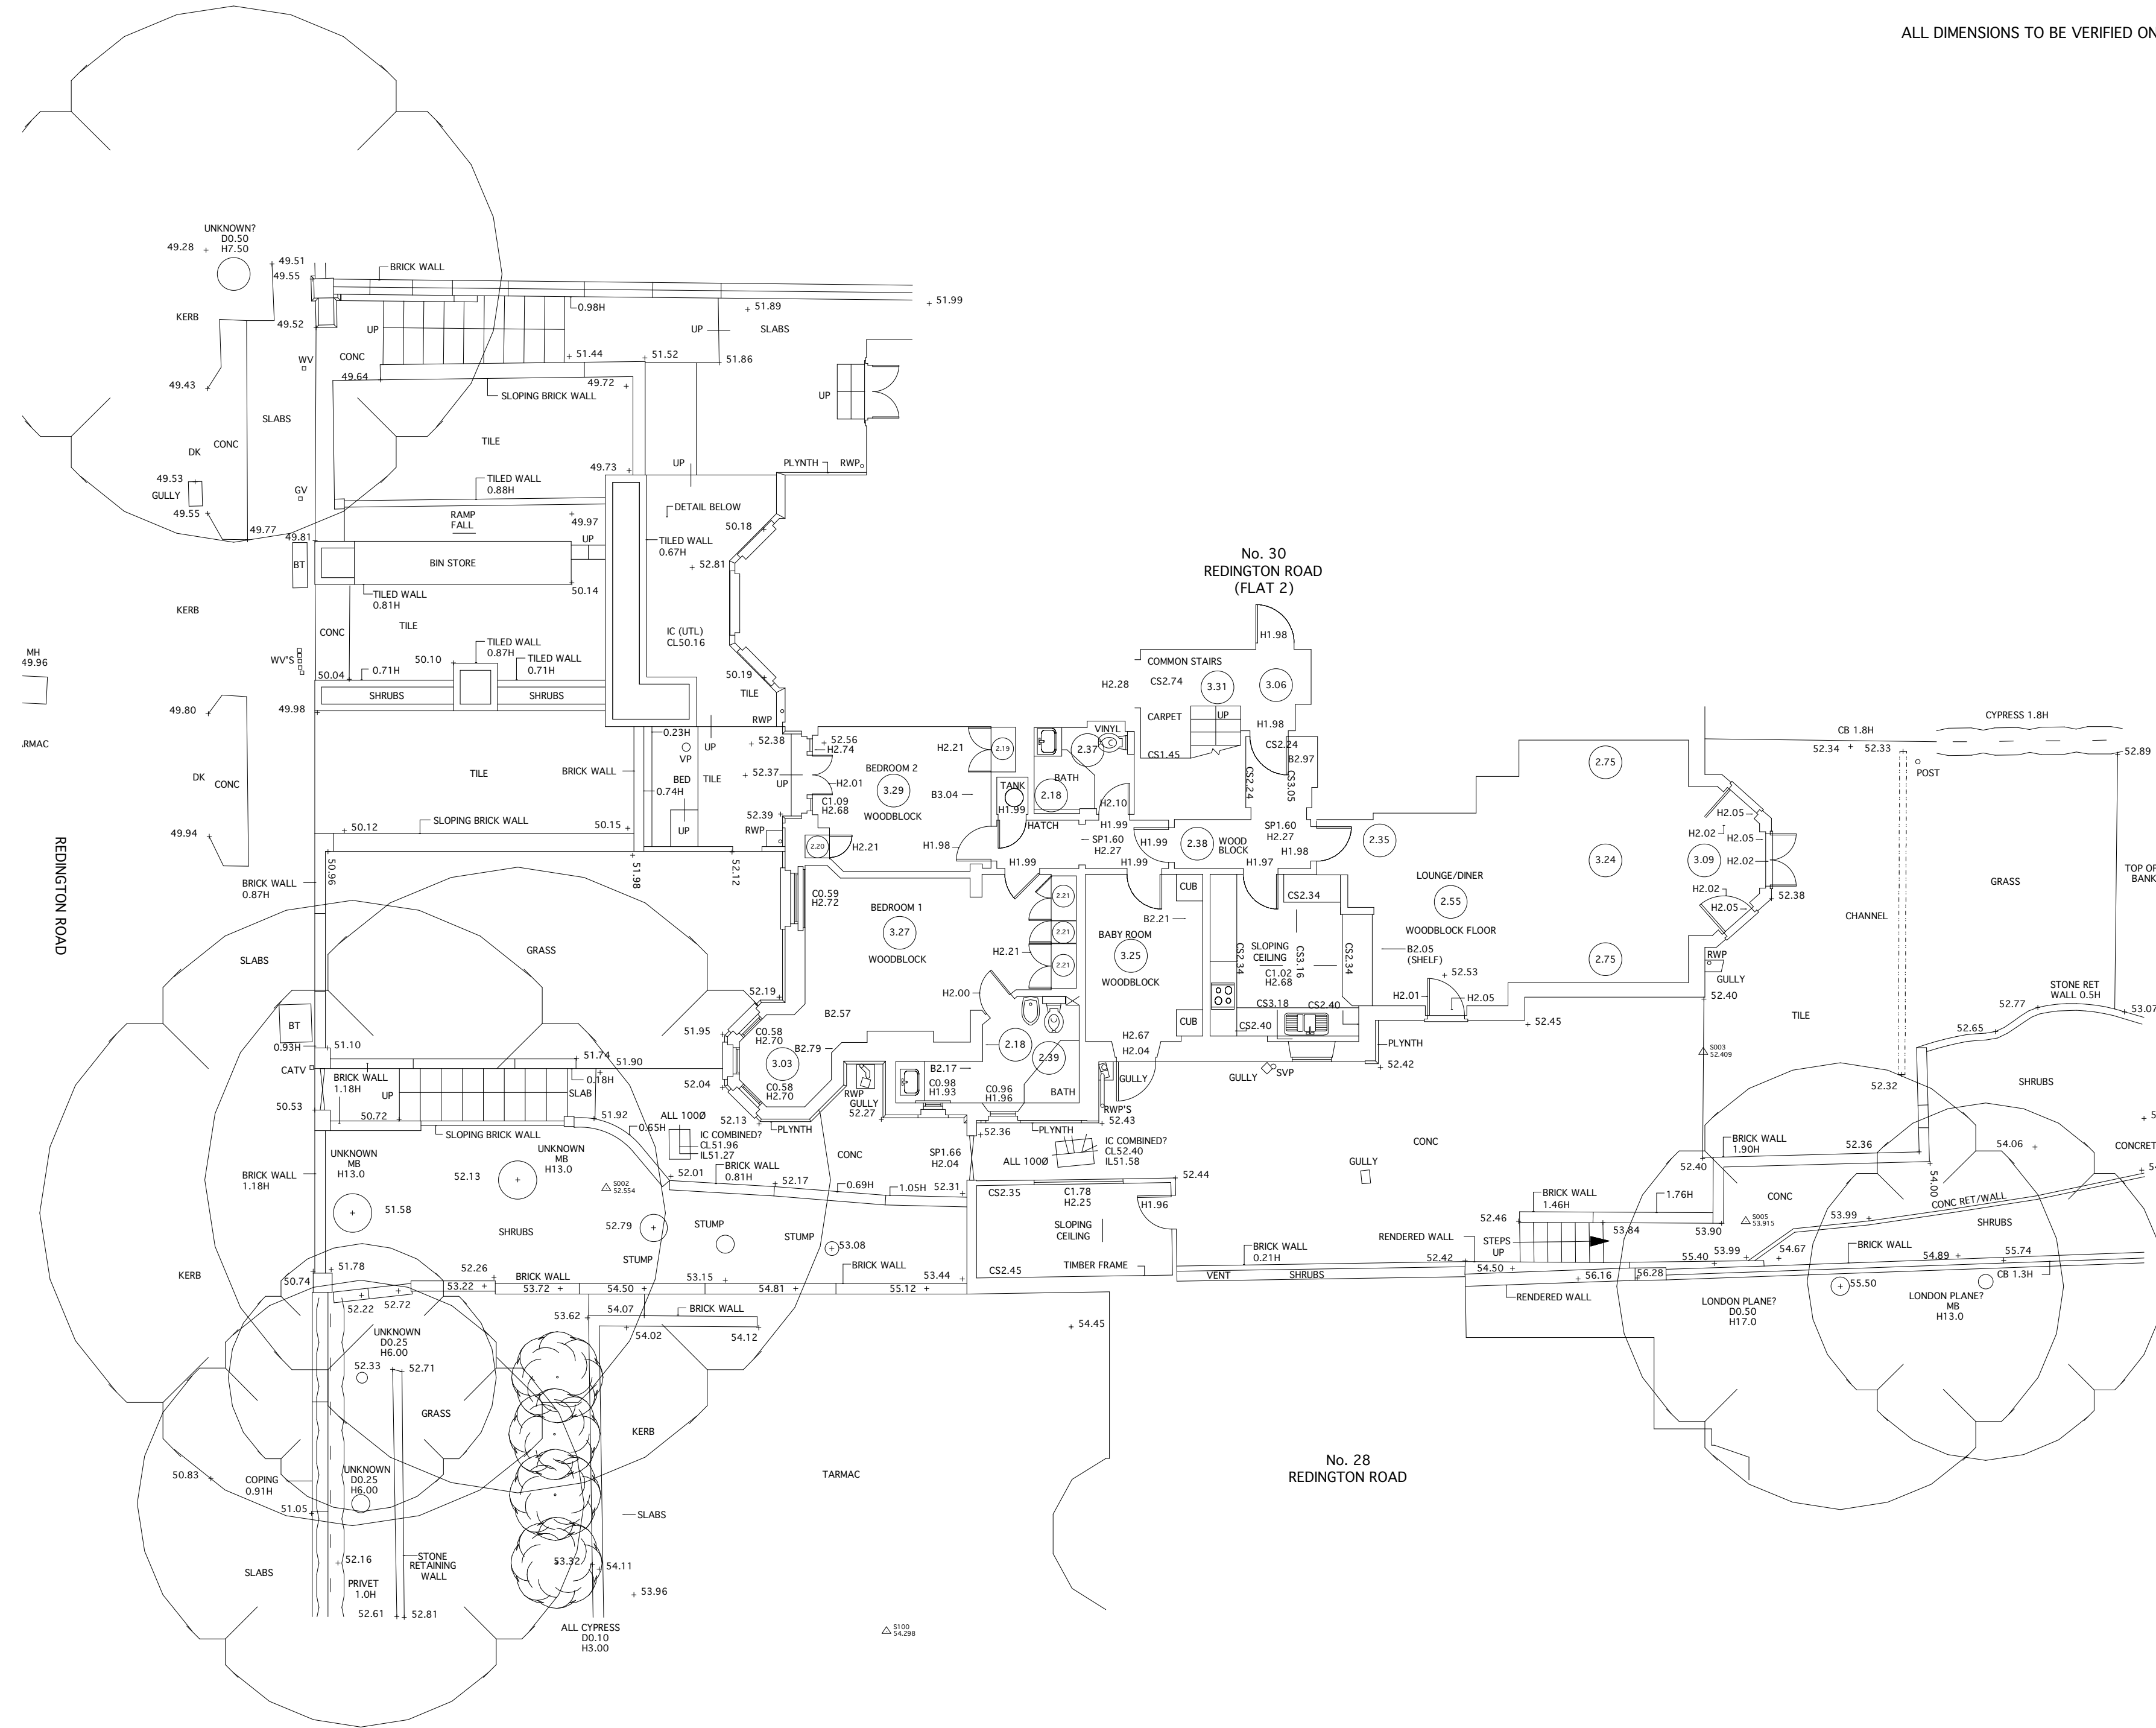 ALL DIMENSIONS TO BE VERIFIED ON
UNKNOWN?
D0.50
H7.50
49.28
49.51
49.55
BRICK WALL
0.98H
51.89
51.99
KERB
49.52
UP
UP
SLABS
WV
CONC
51.44
51.52
51.86
49.64
49.72
49.43
SLOPING BRICK WALL
UP
SLABS
CONC
TILE
DK
49.73
UP
PLYNTH
RWP
49.53
GULLY
49.55
GV
TILED WALL
0.88H
49.77
49.81
RAMP
FALL
49.97
UP
DETAIL BELOW
50.18
TILED WALL
0.67H
52.81
BT
BIN STORE
50.14
TILED WALL
0.81H
KERB
TILE
CONC
IC (UTL)
CL50.16
No. 30
REDINGTON ROAD
(FLAT 2)
H1.98
MH
49.96
WV'S
50.04
0.71H
50.10
TILED WALL
0.87H
TILED WALL
0.71H
50.19
TILE
SHRUBS
SHRUBS
49.80
49.98
RWP
COMMON STAIRS
H2.28
CS2.74
3.31
3.06
CARPET
UP
H1.98
CS1.45
CS2.24
B2.97
CS2.24
CS3.05
RMAC
CYPRESS 1.8H
CB 1.8H
52.34
52.33
52.89
POST
0.23H
VP
UP
52.38
52.56
H2.74
H2.21
2.19
VINYL
2.37
2.75
DK
CONC
TILE
BRICK WALL
BED
TILE
52.37
UP
BEDROOM 2
3.29
WOODBLOCK
H2.01
0.74H
C1.09
H2.68
B3.04
TANK
H1.99
BATH
2.18
H2.10
49.94
50.12
SLOPING BRICK WALL
50.15
UP
52.39
RWP
HATCH
H1.99
SP1.60
H2.27
H1.99
2.38
WOOD
BLOCK
SP1.60
H2.27
H1.98
2.35
2.20
H2.21
H1.98
H1.99
H1.99
H1.97
H2.05
H2.02
H2.05
3.24
3.09
H2.02
REDINGTON ROAD
50.96
51.98
52.12
BRICK WALL
0.87H
C0.59
H2.72
BEDROOM 1
3.27
WOODBLOCK
2.21
2.21
2.21
H2.21
CUB
B2.21
BABY ROOM
3.25
WOODBLOCK
CS2.34
CS2.34
SLOPING
CEILING
C1.02
H2.68
CS3.16
CS2.34
B2.05
(SHELF)
LOUNGE/DINER
2.55
WOODBLOCK FLOOR
H2.02
H2.05
52.38
GRASS
TOP OF
BANK
CHANNEL
SLABS
GRASS
52.19
H2.00
52.53
2.75
RWP
GULLY
H2.01
H2.05
52.40
STONE RET
WALL 0.5H
52.77
53.07
BT
0.93H
51.10
51.95
B2.57
CUB
CS3.18
CS2.40
CS2.40
52.45
TILE
52.65
C0.58
H2.70
B2.79
3.03
2.18
2.39
H2.67
H2.04
PLYNTH
S003
52.409
CATV
51.74
51.90
BRICK WALL
1.18H
UP
0.18H
SLAB
52.04
C0.58
H2.70
B2.17
C0.98
H1.93
C0.96
H1.96
BATH
GULLY
GULLY
SVP
52.42
52.32
SHRUBS
50.53
50.72
51.92
52.13
RWP
GULLY
52.27
RWP'S
52.43
PLYNTH
PLYNTH
52.36
SLOPING BRICK WALL
0.65H
ALL 100Ø
IC COMBINED?
CL51.96
IL51.27
IC COMBINED?
CL52.40
IL51.58
ALL 100Ø
CONC
GULLY
BRICK WALL
1.90H
52.36
54.06
CONCRET
UNKNOWN
MB
H13.0
UNKNOWN
MB
H13.0
BRICK WALL
1.18H
52.13
CONC
SP1.66
H2.04
52.01
BRICK WALL
0.81H
52.17
0.69H
1.05H
52.31
52.44
52.40
54.00
S002
52.554
CS2.35
C1.78
H2.25
H1.96
SLOPING
CEILING
BRICK WALL
1.46H
1.76H
CONC
CONC RET/WALL
51.58
SHRUBS
52.79
STUMP
STUMP
STUMP
53.08
52.46
53.84
53.90
S005
53.915
53.99
SHRUBS
RENDERED WALL
STEPS
UP
KERB
50.74
51.78
52.26
BRICK WALL
53.15
BRICK WALL
53.44
CS2.45
TIMBER FRAME
BRICK WALL
0.21H
52.42
VENT
SHRUBS
54.50
55.40
53.99
54.67
BRICK WALL
54.89
55.74
53.22
53.72
54.50
54.81
55.12
56.16
56.28
55.50
CB 1.3H
52.22
52.72
RENDERED WALL
LONDON PLANE?
D0.50
H17.0
LONDON PLANE?
MB
H13.0
53.62
54.07
BRICK WALL
54.02
54.12
54.45
UNKNOWN
D0.25
H6.00
52.33
52.71
GRASS
KERB
No. 28
REDINGTON ROAD
50.83
COPING
0.91H
UNKNOWN
D0.25
H6.00
TARMAC
51.05
SLABS
52.16
STONE
RETAINING
WALL
53.32
54.11
SLABS
PRIVET
1.0H
53.96
52.61
52.81
ALL CYPRESS
D0.10
H3.00
S100
54.298